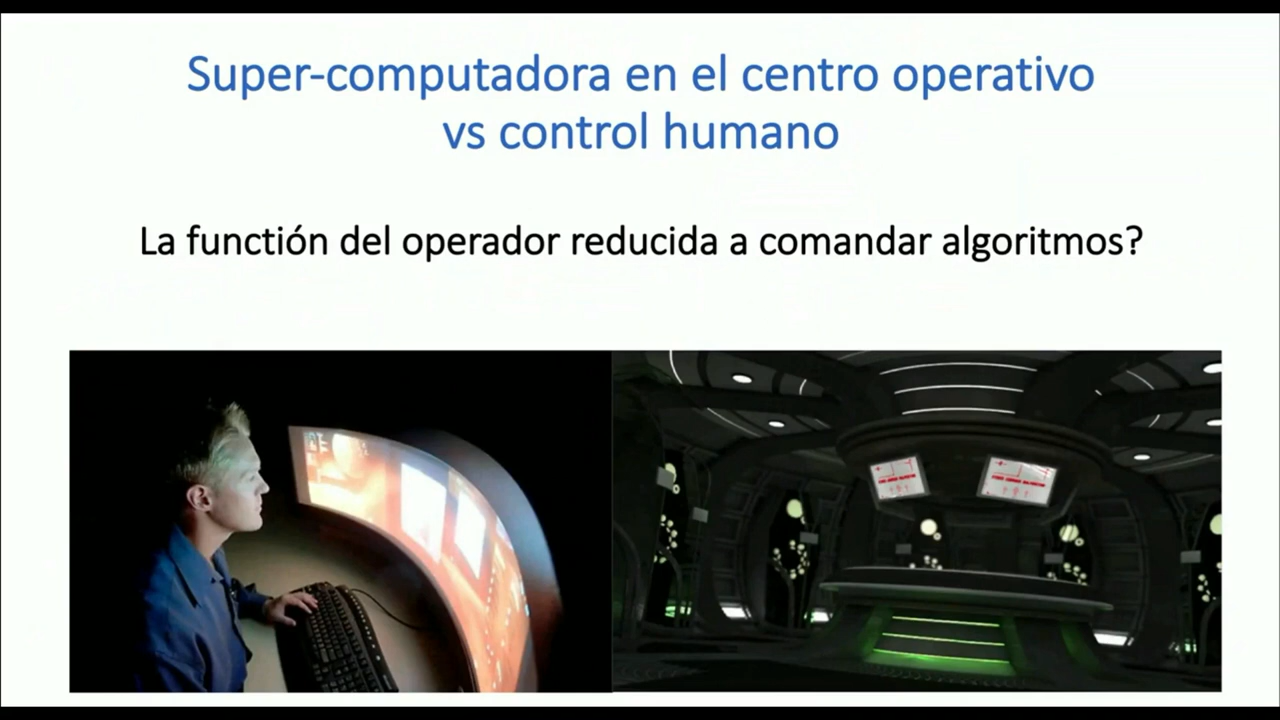 Super-computadora en el centro operativo
vs control humano
La functión del operador reducida a comandar algoritmos?